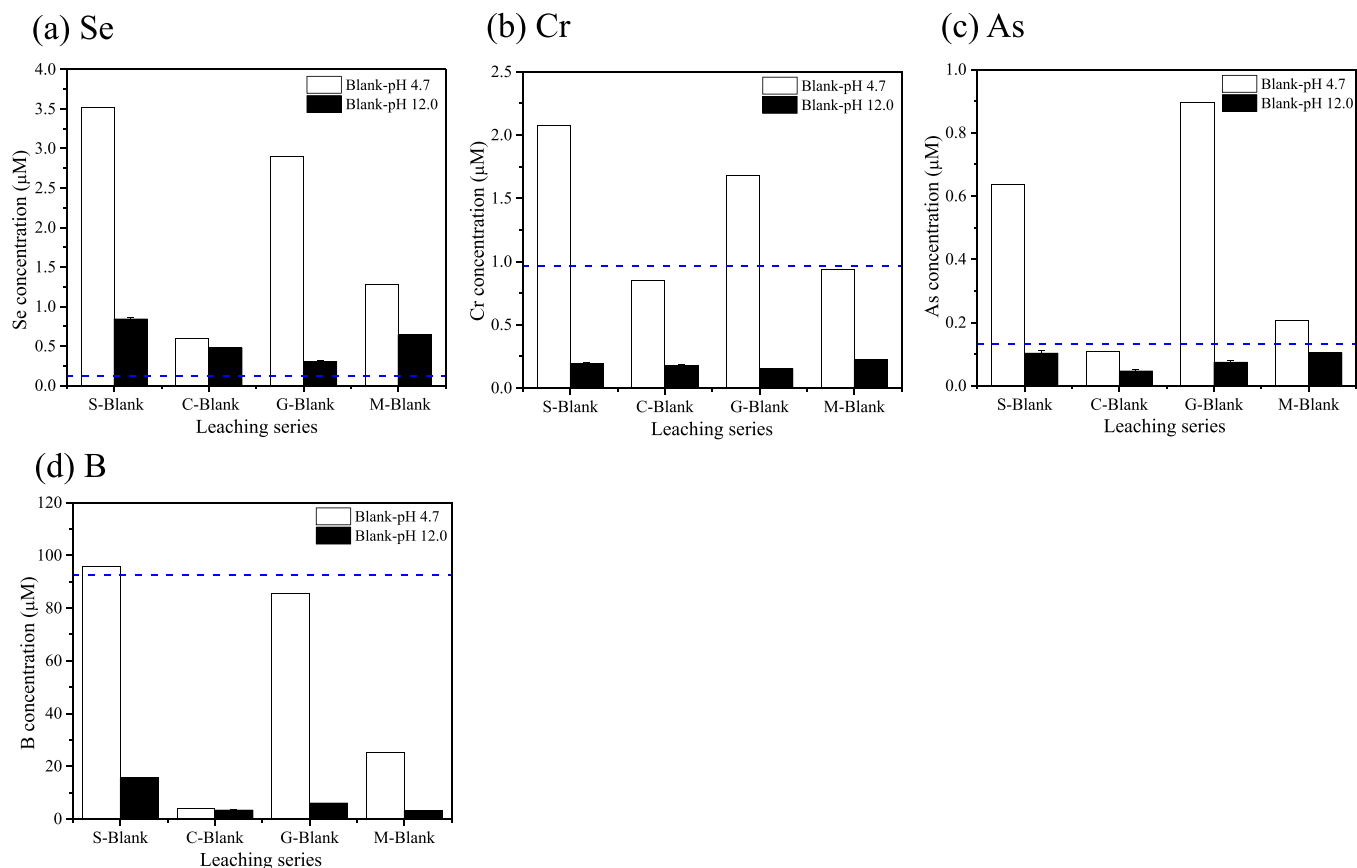 (a) Se
4.0
3.5
3.0
2.5
2.0
1.5
1.0
0.5
0.0
Se concentration (μM)
Blank-pH 4.7
Blank-pH 12.0
S-Blank C-Blank G-Blank M-Blank
Leaching series
(b) Cr
2.5
2.0
1.5
1.0
0.5
0.0
Cr concentration (μM)
Blank-pH 4.7
Blank-pH 12.0
S-Blank C-Blank G-Blank M-Blank
Leaching series
(c) As
1.0
0.8
0.6
0.4
0.2
0.0
As concentration (μM)
Blank-pH 4.7
Blank-pH 12.0
S-Blank C-Blank G-Blank M-Blank
Leaching series
(d) B
120
100
80
60
40
20
0
B concentration (μM)
Blank-pH 4.7
Blank-pH 12.0
S-Blank C-Blank G-Blank M-Blank
Leaching series